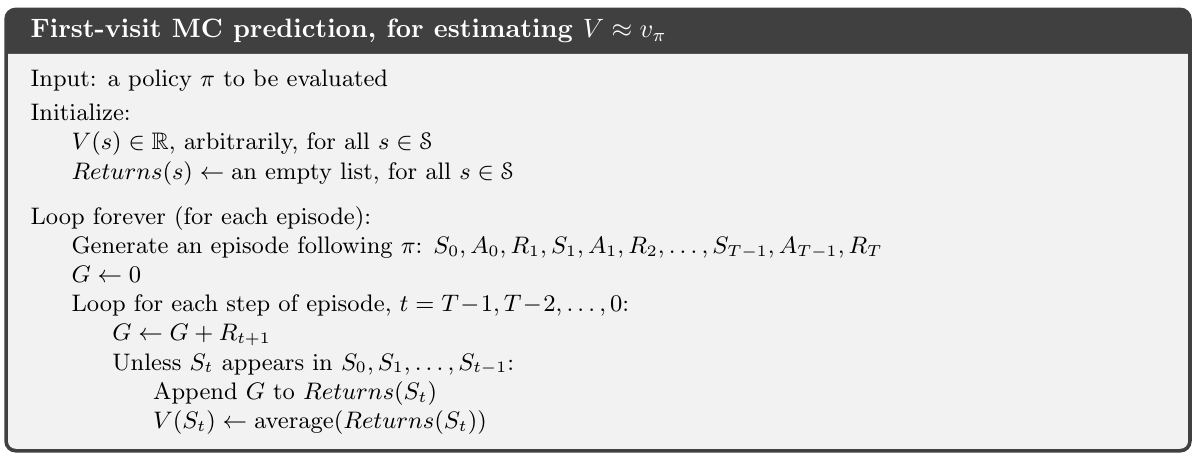 First-visit MC prediction, for estimating V ≈ v_π
Input: a policy π to be evaluated
Initialize:
V(s) ∈ ℝ, arbitrarily, for all s ∈ 𝒮
Returns(s) ← an empty list, for all s ∈ 𝒮
Loop forever (for each episode):
Generate an episode following π: S_0, A_0, R_1, S_1, A_1, R_2, . . . , S_{T−1}, A_{T−1}, R_T
G ← 0
Loop for each step of episode, t = T−1, T−2, . . . , 0:
G ← G + R_{t+1}
Unless S_t appears in S_0, S_1, . . . , S_{t−1}:
Append G to Returns(S_t)
V(S_t) ← average(Returns(S_t))